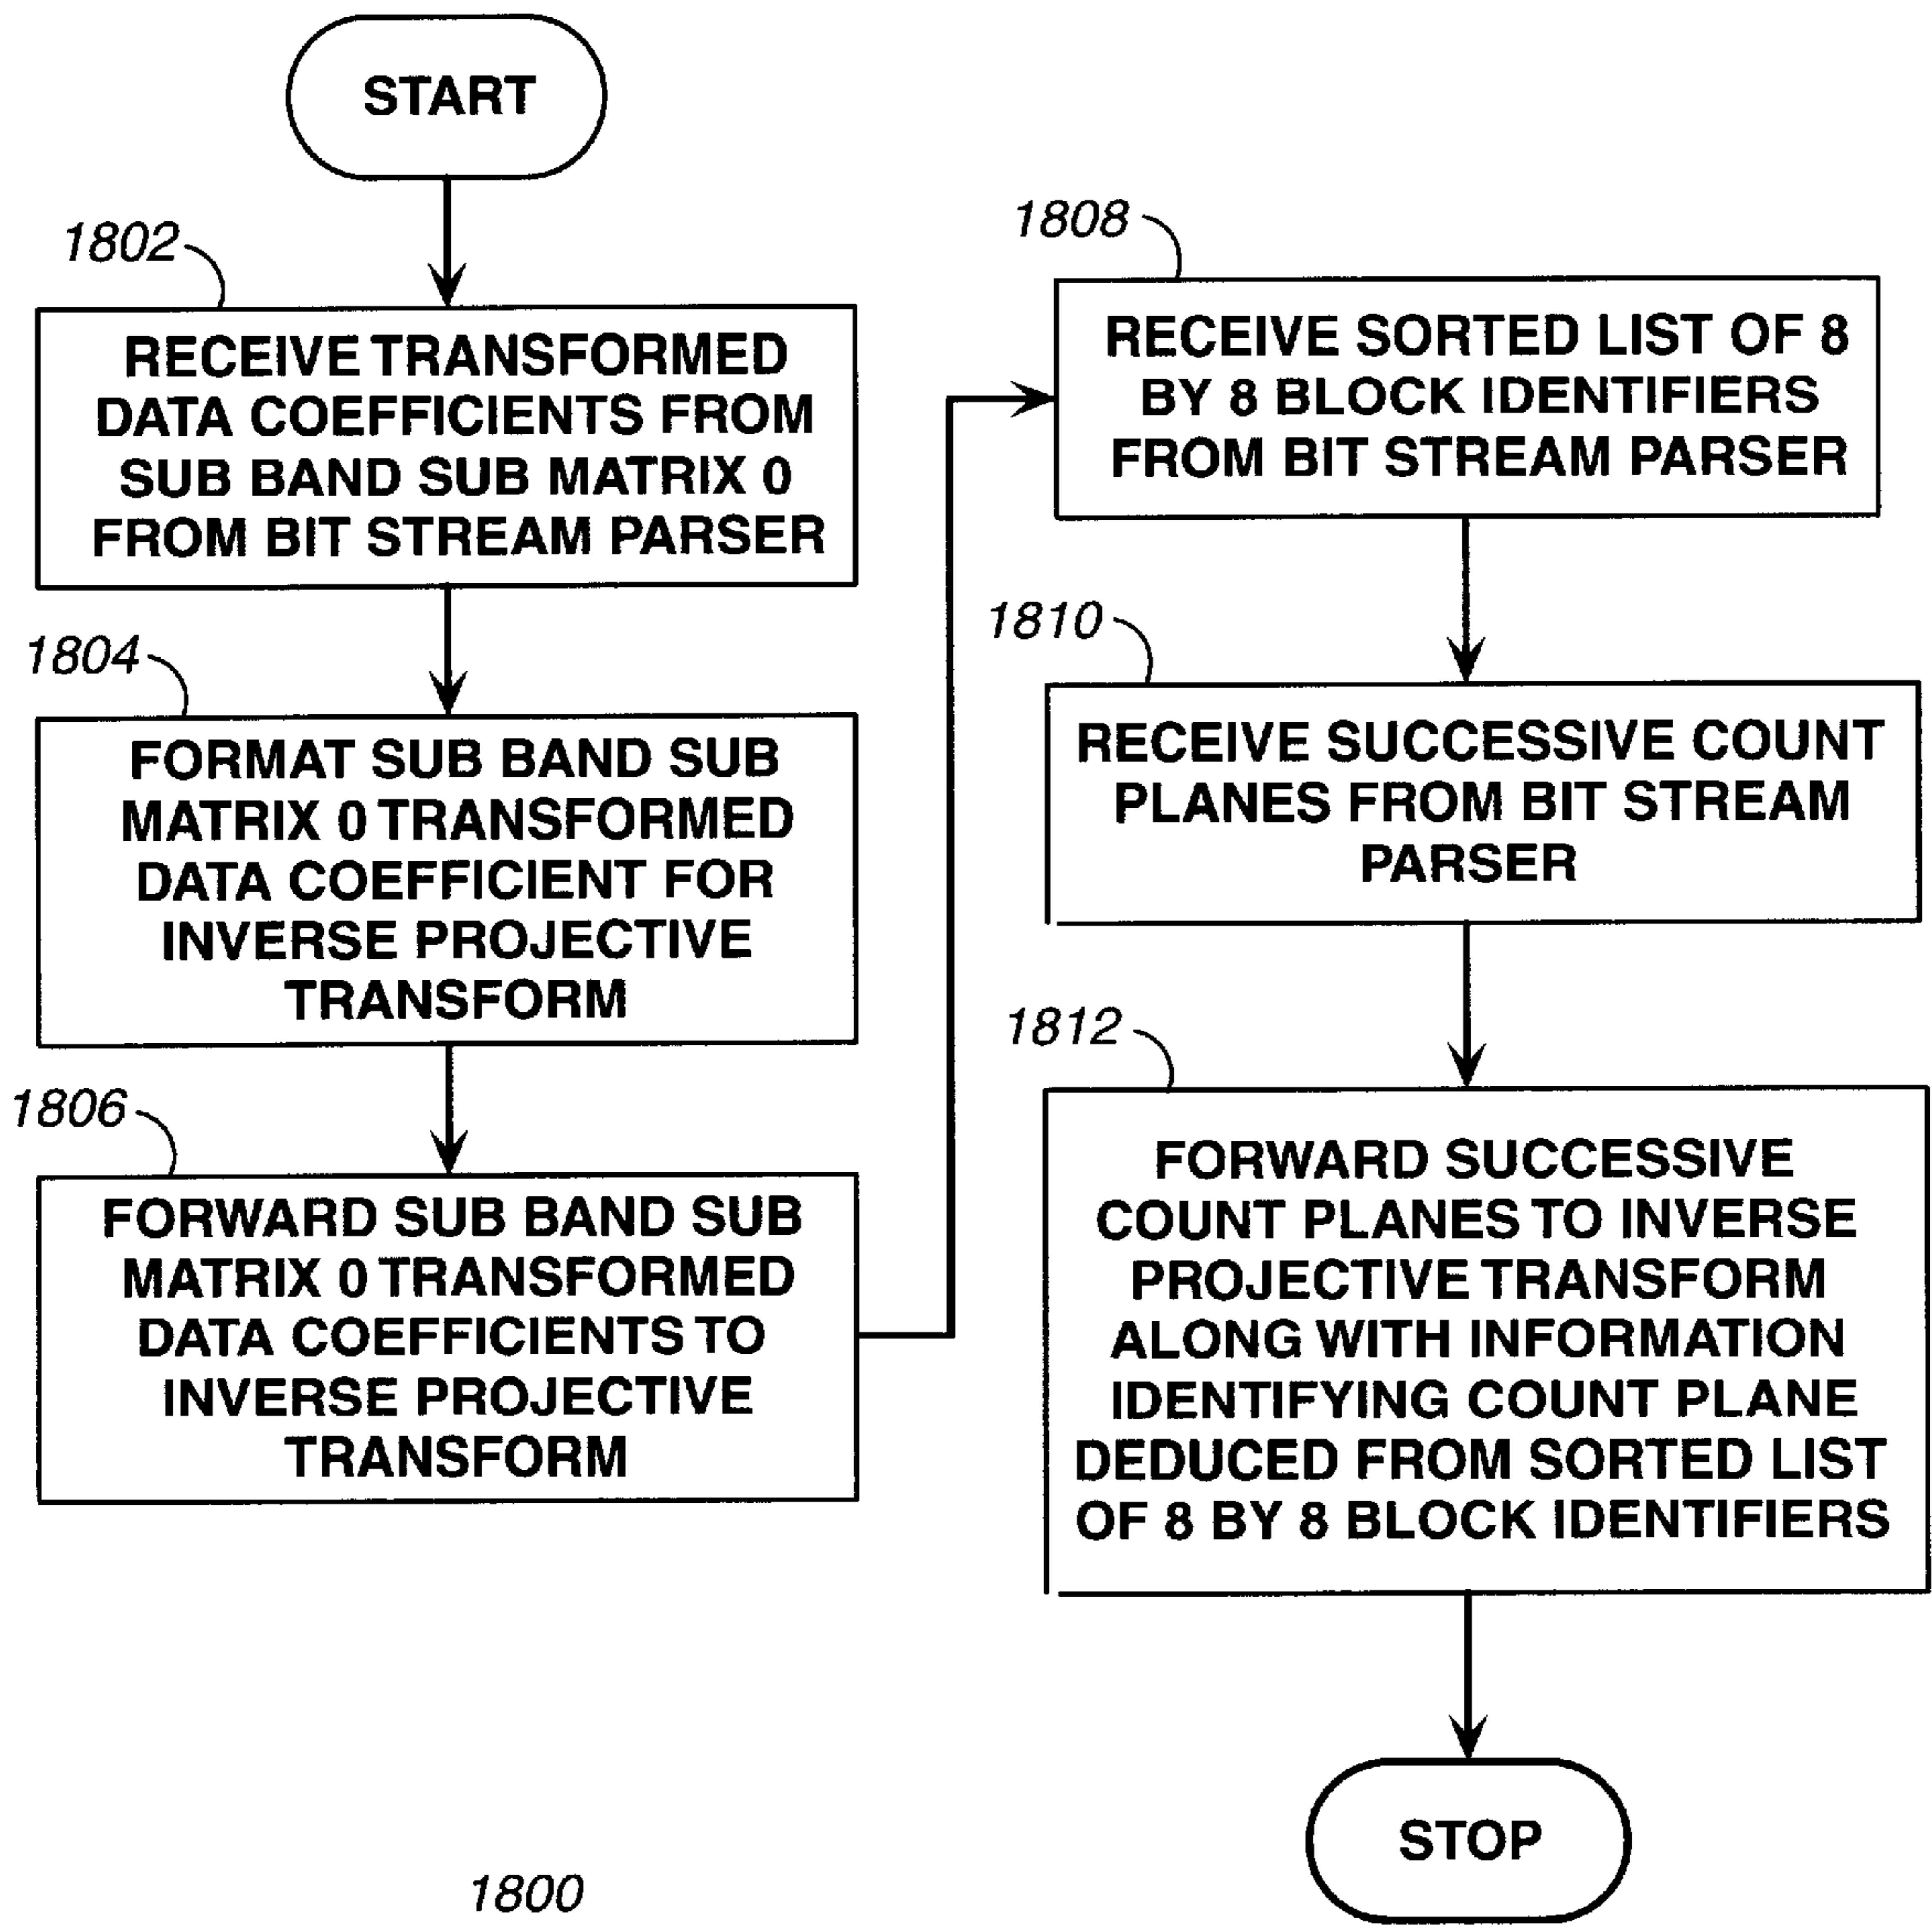 START
1802
RECEIVE TRANSFORMED
DATA COEFFICIENTS FROM
SUB BAND SUB MATRIX 0
FROM BIT STREAM PARSER
1804
FORMAT SUB BAND SUB
MATRIX 0 TRANSFORMED
DATA COEFFICIENT FOR
INVERSE PROJECTIVE
TRANSFORM
1806
FORWARD SUB BAND SUB
MATRIX 0 TRANSFORMED
DATA COEFFICIENTS TO
INVERSE PROJECTIVE
TRANSFORM
1808
RECEIVE SORTED LIST OF 8
BY 8 BLOCK IDENTIFIERS
FROM BIT STREAM PARSER
1810
RECEIVE SUCCESSIVE COUNT
PLANES FROM BIT STREAM
PARSER
1812
FORWARD SUCCESSIVE
COUNT PLANES TO INVERSE
PROJECTIVE TRANSFORM
ALONG WITH INFORMATION
IDENTIFYING COUNT PLANE
DEDUCED FROM SORTED LIST
OF 8 BY 8 BLOCK IDENTIFIERS
STOP
1800